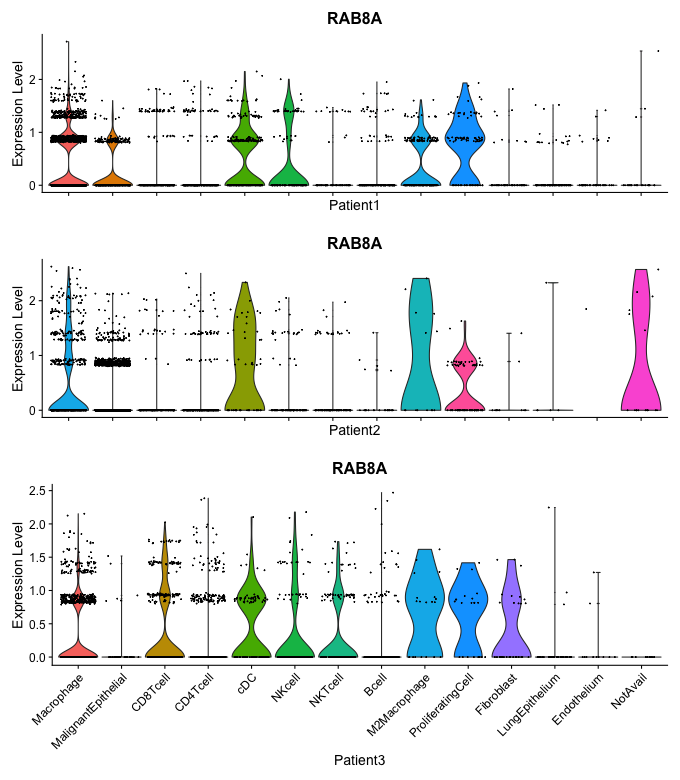 RAB8A
Expression Level
2
1
0
Patient1
RAB8A
Expression Level
2
1
0
Patient2
RAB8A
Expression Level
2.5
2.0
1.5
1.0
0.5
0.0
Macrophage
MalignantEpithelial
CD8Tcell
CD4Tcell
cDC
NKcell
NKTcell
Bcell
M2Macrophage
ProliferatingCell
Fibroblast
LungEpithelium
Endothelium
NotAvail
Patient3